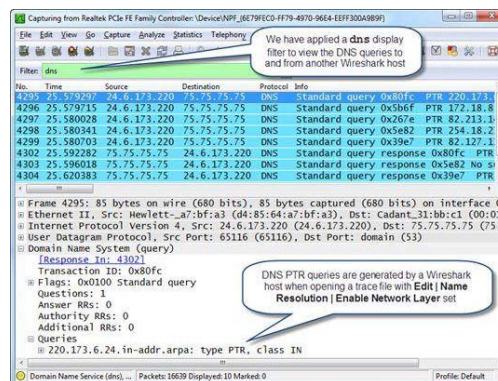 Capturing from Realtek PCIe FE Family Controller: \Device\NPF_{6E79FEC0-FF79-4970-96E4-EEFF300A9B9F}
File Edit View Go Capture Analyze Statistics Telephony
We have applied a dns display filter to view the DNS queries to and from another Wireshark host
Filter: dns
No. Time Source Destination Protocol Info
4295 25.579297 24.6.173.220 75.75.75.75 DNS Standard query 0x80fc PTR 220.173.
4296 25.579715 24.6.173.220 75.75.75.75 DNS Standard query 0x5b6f PTR 172.18.8
4297 25.580028 24.6.173.220 75.75.75.75 DNS Standard query 0x267e PTR 82.213.1
4298 25.580341 24.6.173.220 75.75.75.75 DNS Standard query 0x5e82 PTR 254.18.2
4299 25.580703 24.6.173.220 75.75.75.75 DNS Standard query 0x39e7 PTR 82.127.1
4302 25.592282 75.75.75.75 24.6.173.220 DNS Standard query response 0x80fc PTR
4303 25.596018 75.75.75.75 24.6.173.220 DNS Standard query response 0x5e82 No su
4304 25.620383 75.75.75.75 24.6.173.220 DNS Standard query response 0x39e7 PTR
Frame 4295: 85 bytes on wire (680 bits), 85 bytes captured (680 bits) on interface
Ethernet II, Src: Hewlett-_a7:bf:a3 (d4:85:64:a7:bf:a3), Dst: Cadant_31:bb:c1 (00:0
Internet Protocol Version 4, Src: 24.6.173.220 (24.6.173.220), Dst: 75.75.75.75 (75
User Datagram Protocol, Src Port: 65116 (65116), Dst Port: domain (53)
Domain Name System (query)
[Response In: 4302]
Transaction ID: 0x80fc
Flags: 0x0100 Standard query
Questions: 1
Answer RRs: 0
Authority RRs: 0
Additional RRs: 0
Queries
220.173.6.24.in-addr.arpa: type PTR, class IN
DNS PTR queries are generated by a Wireshark host when opening a trace file with Edit | Name Resolution | Enable Network Layer set
Domain Name Service (dns), ... Packets: 16639 Displayed: 10 Marked: 0 Profile: Default